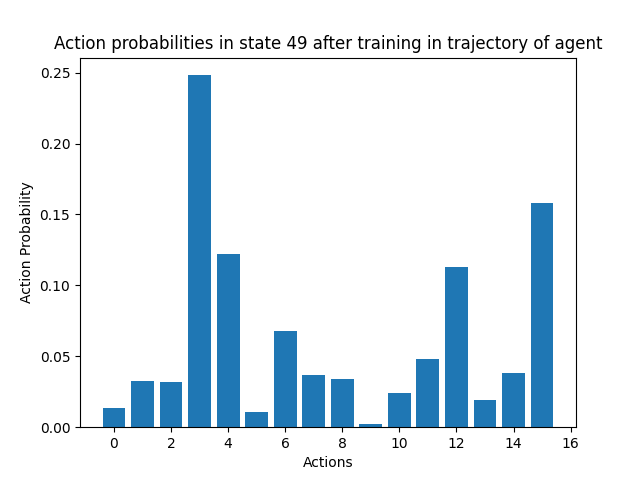 Action probabilities in state 49 after training in trajectory of agent
0.25
0.20
0.15
0.10
0.05
0.00
Action Probability
0 2 4 6 8 10 12 14 16
Actions